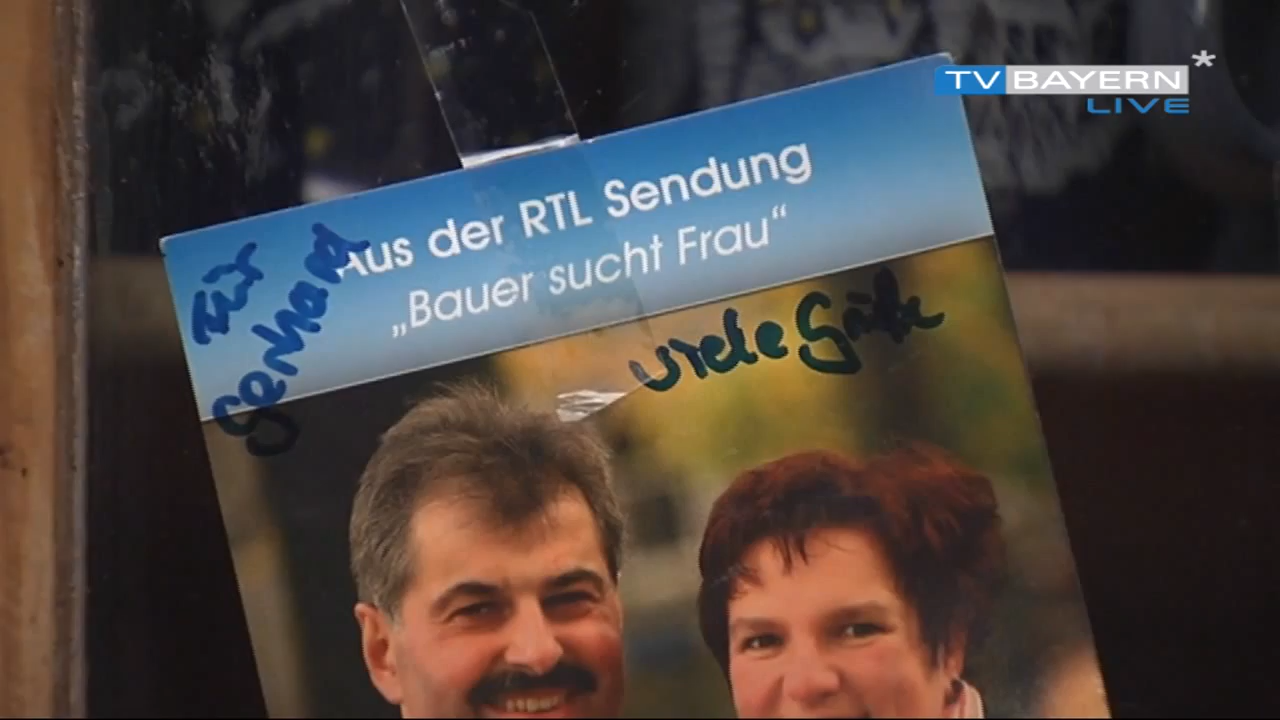 TV BAYERN
LIVE
Aus der RTL Sendung
„Bauer sucht Frau“
Für
Gerhard
viele Grüße